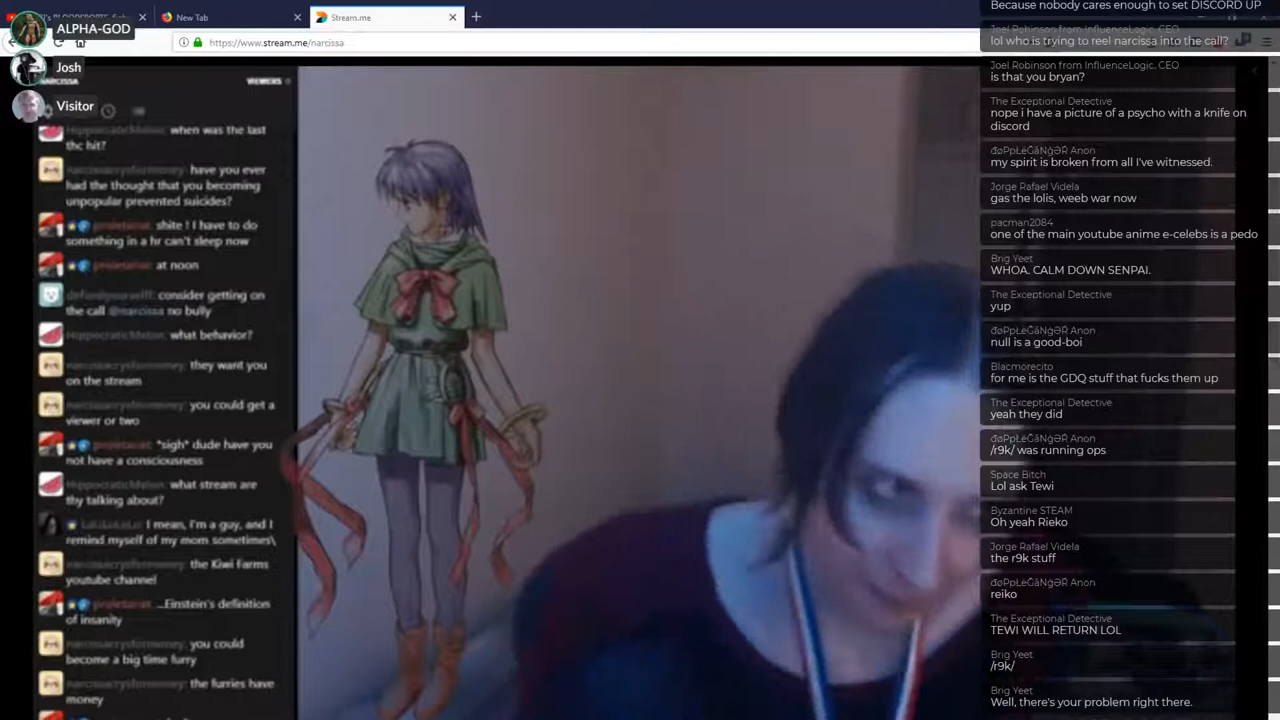 New Tab
Stream.me
ALPHA-GOD
https://www.stream.me/narcissa
Josh
Visitor
VIEWERS
when was the last
thc hit?
have you ever
had the thought that you becoming
unpopular prevented suicides?
shite ! I have to do
something in a hr can't sleep now
at noon
consider getting on
the call @narcissa no bully
HippocraticMelon: what behavior?
they want you
on the stream
you could get a
viewer or two
*sigh* dude have you
not have a consciousness
HippocraticMelon: what stream are
thy talking about?
I mean, I'm a guy, and I
remind myself of my mom sometimes\
the Kiwi Farms
youtube channel
...Einstein's definition
of insanity
you could
become a big time furry
the furries have
money
Because nobody cares enough to set DISCORD UP
Joel Robinson from InfluenceLogic. CEO
lol who is trying to reel narcissa into the call?
Joel Robinson from InfluenceLogic. CEO
is that you bryan?
The Exceptional Detective
nope i have a picture of a psycho with a knife on
discord
Anon
my spirit is broken from all I've witnessed.
Jorge Rafael Videla
gas the lolis, weeb war now
pacman2084
one of the main youtube anime e-celebs is a pedo
Brig Yeet
WHOA. CALM DOWN SENPAI.
The Exceptional Detective
yup
Anon
null is a good-boi
Blacmorecito
for me is the GDQ stuff that fucks them up
The Exceptional Detective
yeah they did
Anon
/r9k/ was running ops
Space Bitch
Lol ask Tewi
Byzantine STEAM
Oh yeah Rieko
Jorge Rafael Videla
the r9k stuff
Anon
reiko
The Exceptional Detective
TEWI WILL RETURN LOL
Brig Yeet
/r9k/
Brig Yeet
Well, there's your problem right there.